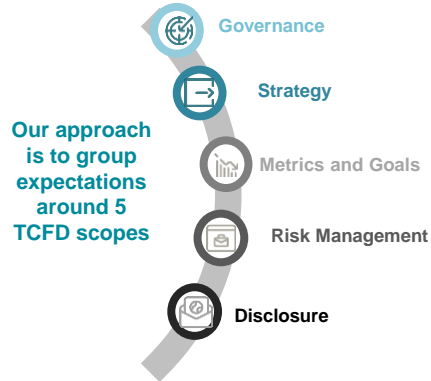 Governance
Strategy
Our approach
is to group
expectations
around 5
TCFD scopes
Metrics and Goals
Risk Management
Disclosure